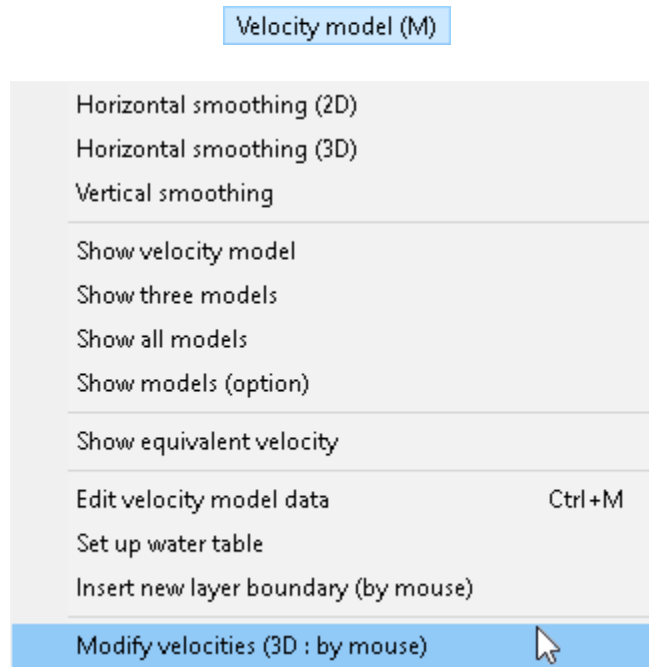 Velocity model (M)
Horizontal smoothing (2D)
Horizontal smoothing (3D)
Vertical smoothing
Show velocity model
Show three models
Show all models
Show models (option)
Show equivalent velocity
Edit velocity model data Ctrl+M
Set up water table
Insert new layer boundary (by mouse)
Modify velocities (3D : by mouse)